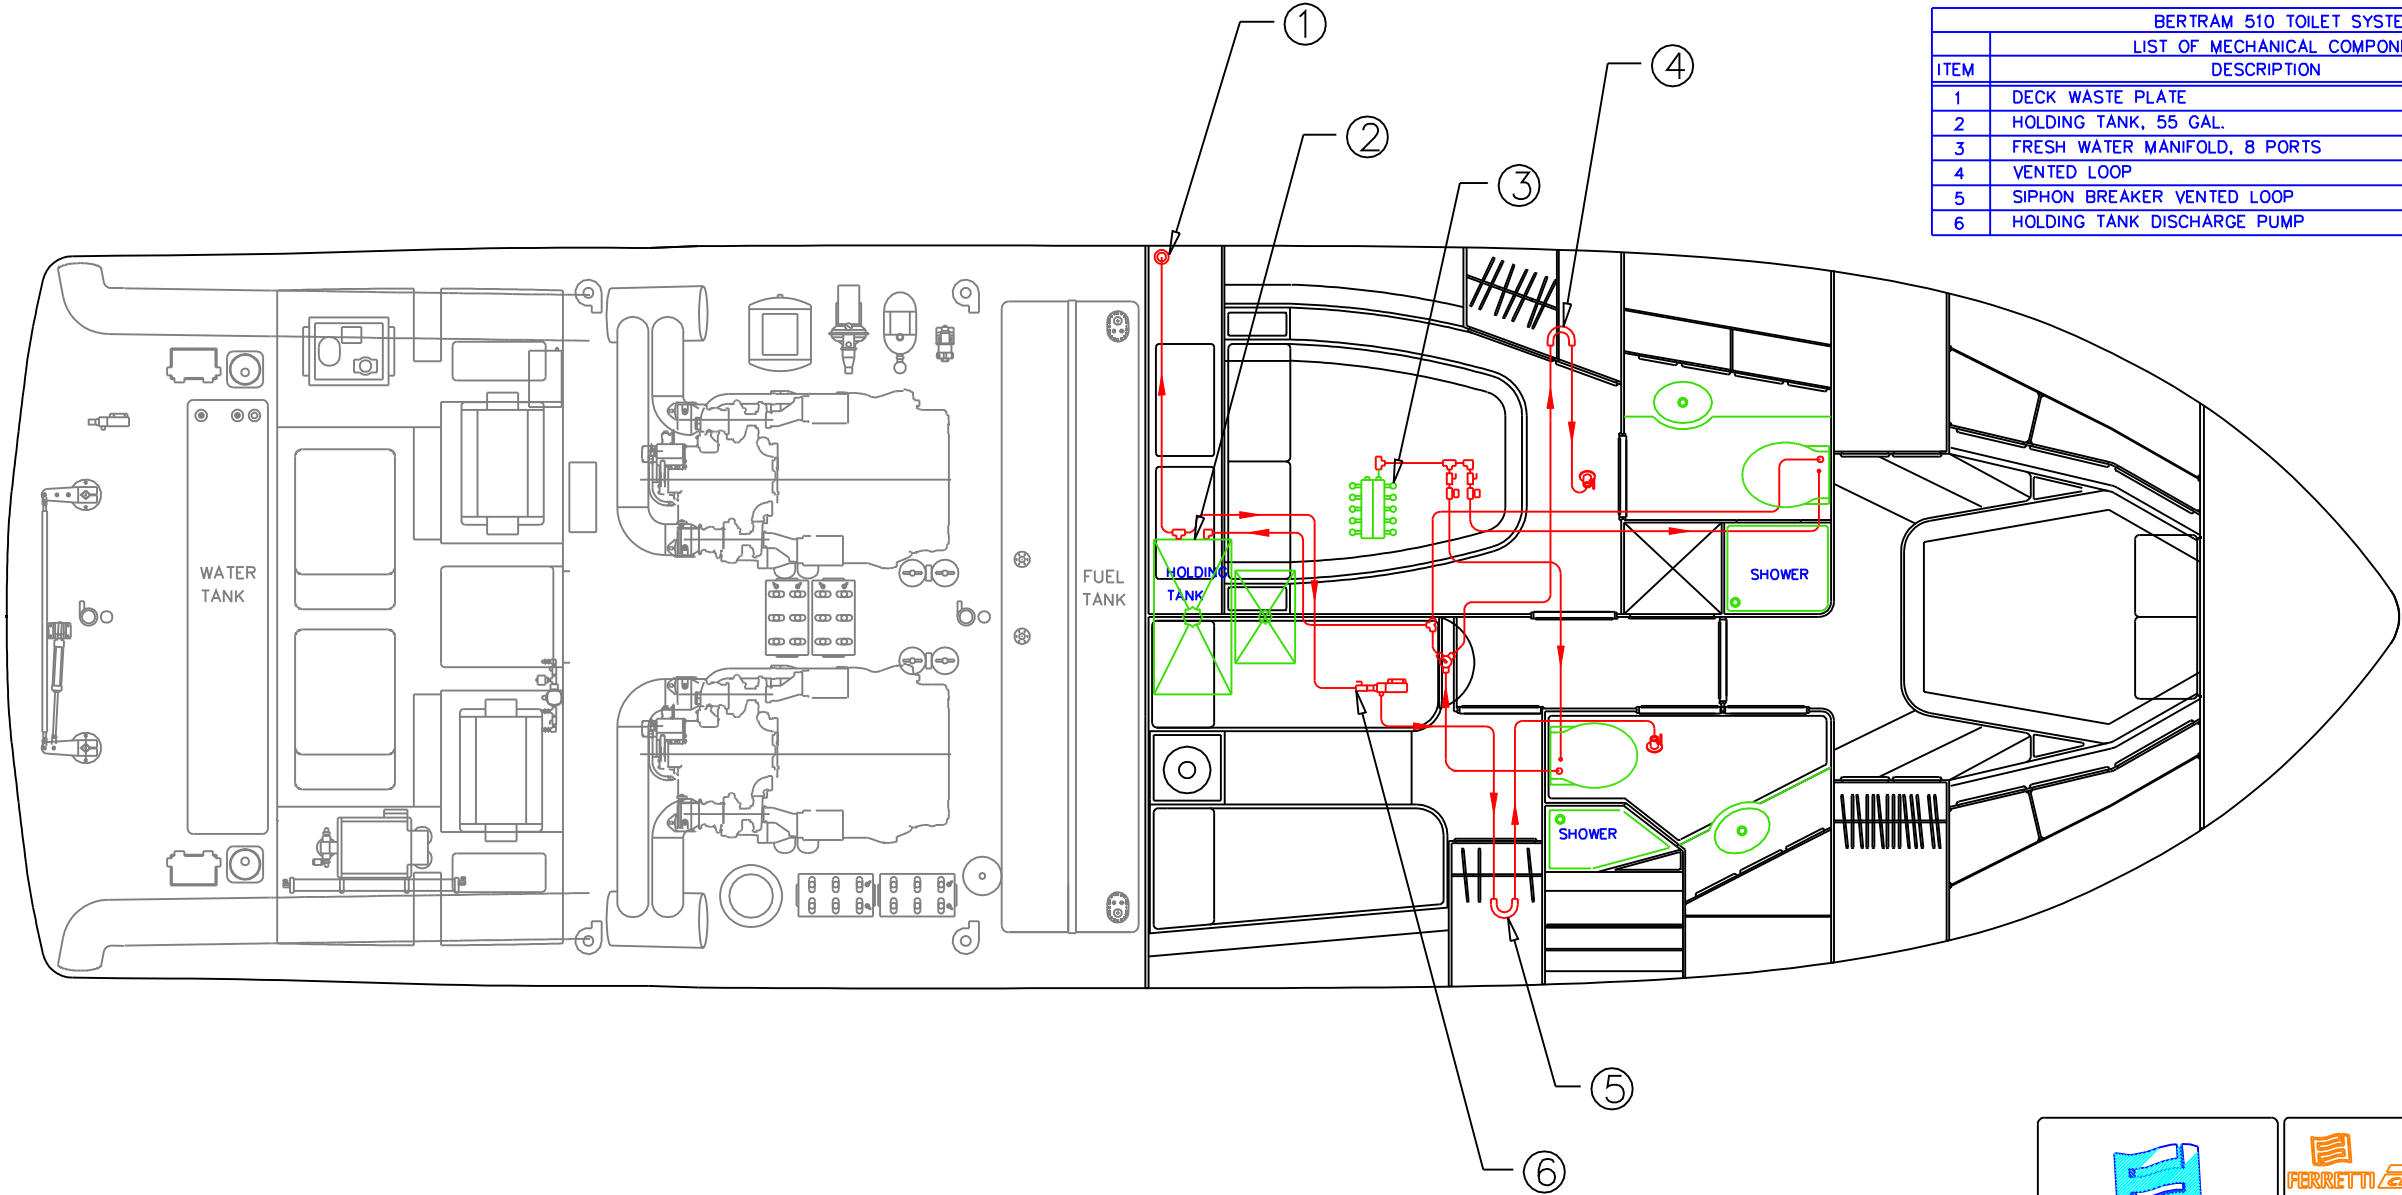 BERTRAM 510 TOILET SYSTE
LIST OF MECHANICAL COMPON
ITEM DESCRIPTION
1 DECK WASTE PLATE
2 HOLDING TANK, 55 GAL.
3 FRESH WATER MANIFOLD, 8 PORTS
4 VENTED LOOP
5 SIPHON BREAKER VENTED LOOP
6 HOLDING TANK DISCHARGE PUMP
1
4
2
3
WATER
TANK
FUEL
TANK
HOLDING
TANK
SHOWER
SHOWER
5
6
FERRETTI